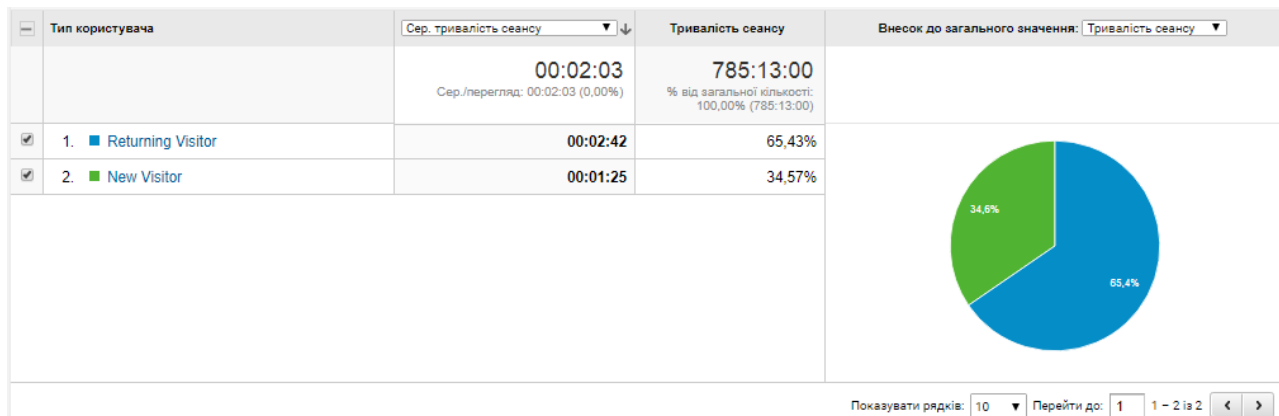 Тип користувача
Сер. тривалість сеансу
Тривалість сеансу
Внесок до загального значення: Тривалість сеансу
00:02:03
Сер./перегляд: 00:02:03 (0,00%)
785:13:00
% від загальної кількості:
100,00% (785:13:00)
1. Returning Visitor 00:02:42 65,43%
2. New Visitor 00:01:25 34,57%
34,6%
65,4%
Показувати рядків: 10 Перейти до: 1 1 – 2 із 2